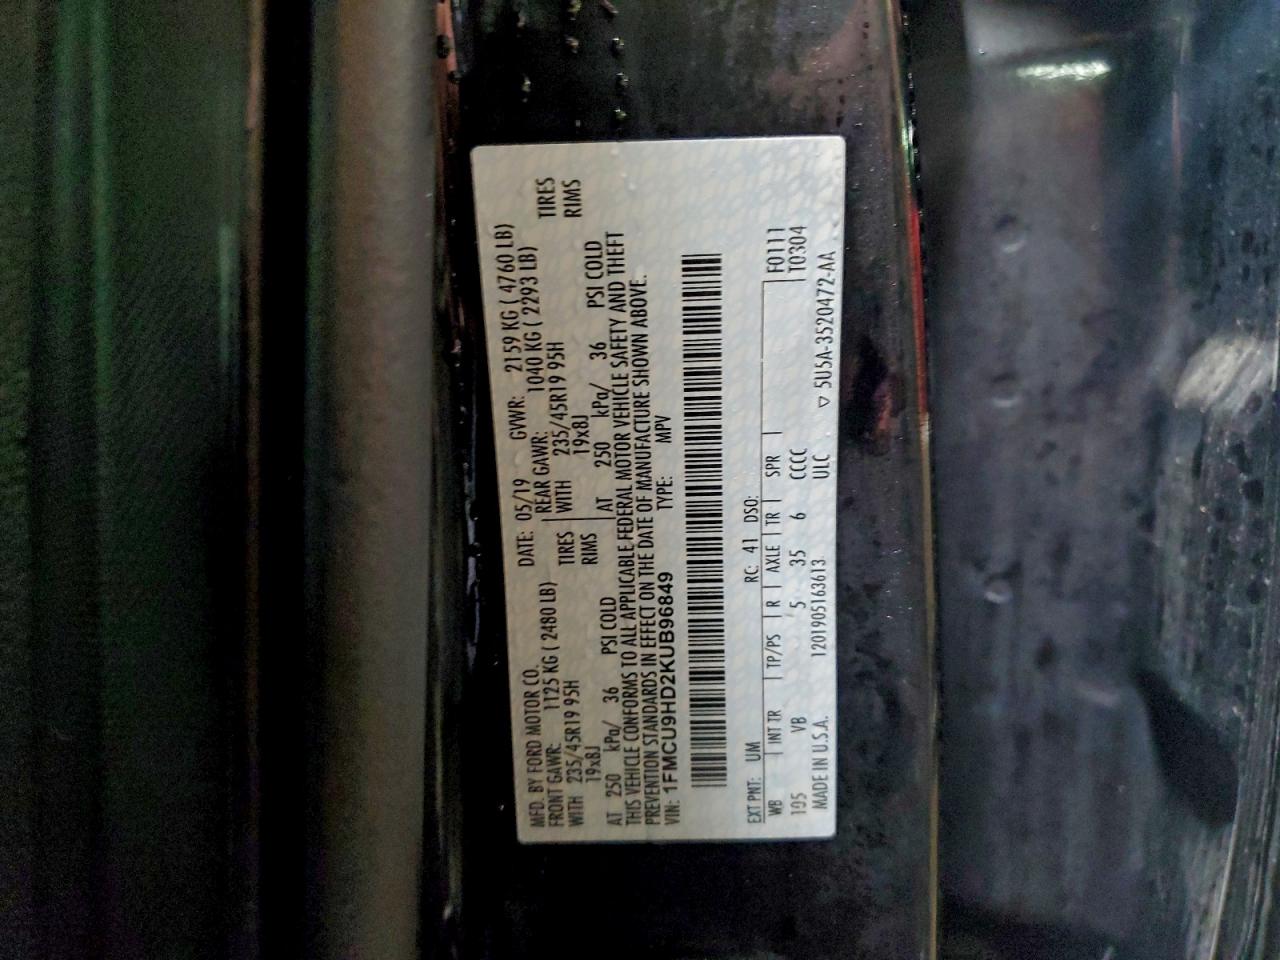 MFD. BY FORD MOTOR CO.
DATE: 05/19 GVWR: 2159 KG ( 4760 LB)
FRONT GAWR: 1125 KG ( 2480 LB) REAR GAWR: 1040 KG ( 2293 LB)
WITH 235/45R19 95H TIRES WITH 235/45R19 95H TIRES
19x8J RIMS 19x8J RIMS
AT 250 kPa/ 36 PSI COLD AT 250 kPa/ 36 PSI COLD
THIS VEHICLE CONFORMS TO ALL APPLICABLE FEDERAL MOTOR VEHICLE SAFETY AND THEFT
PREVENTION STANDARDS IN EFFECT ON THE DATE OF MANUFACTURE SHOWN ABOVE.
VIN: 1FMCU9HD2KUB96849 TYPE: MPV
EXT PNT: UM RC: 41 DSO: F0111
WB INT TR TP/PS R AXLE TR SPR T0304
105 VB 5 35 6 CCCC
MADE IN U.S.A. 1201905163613 ULC ▽ 5U5A-3520472-AA